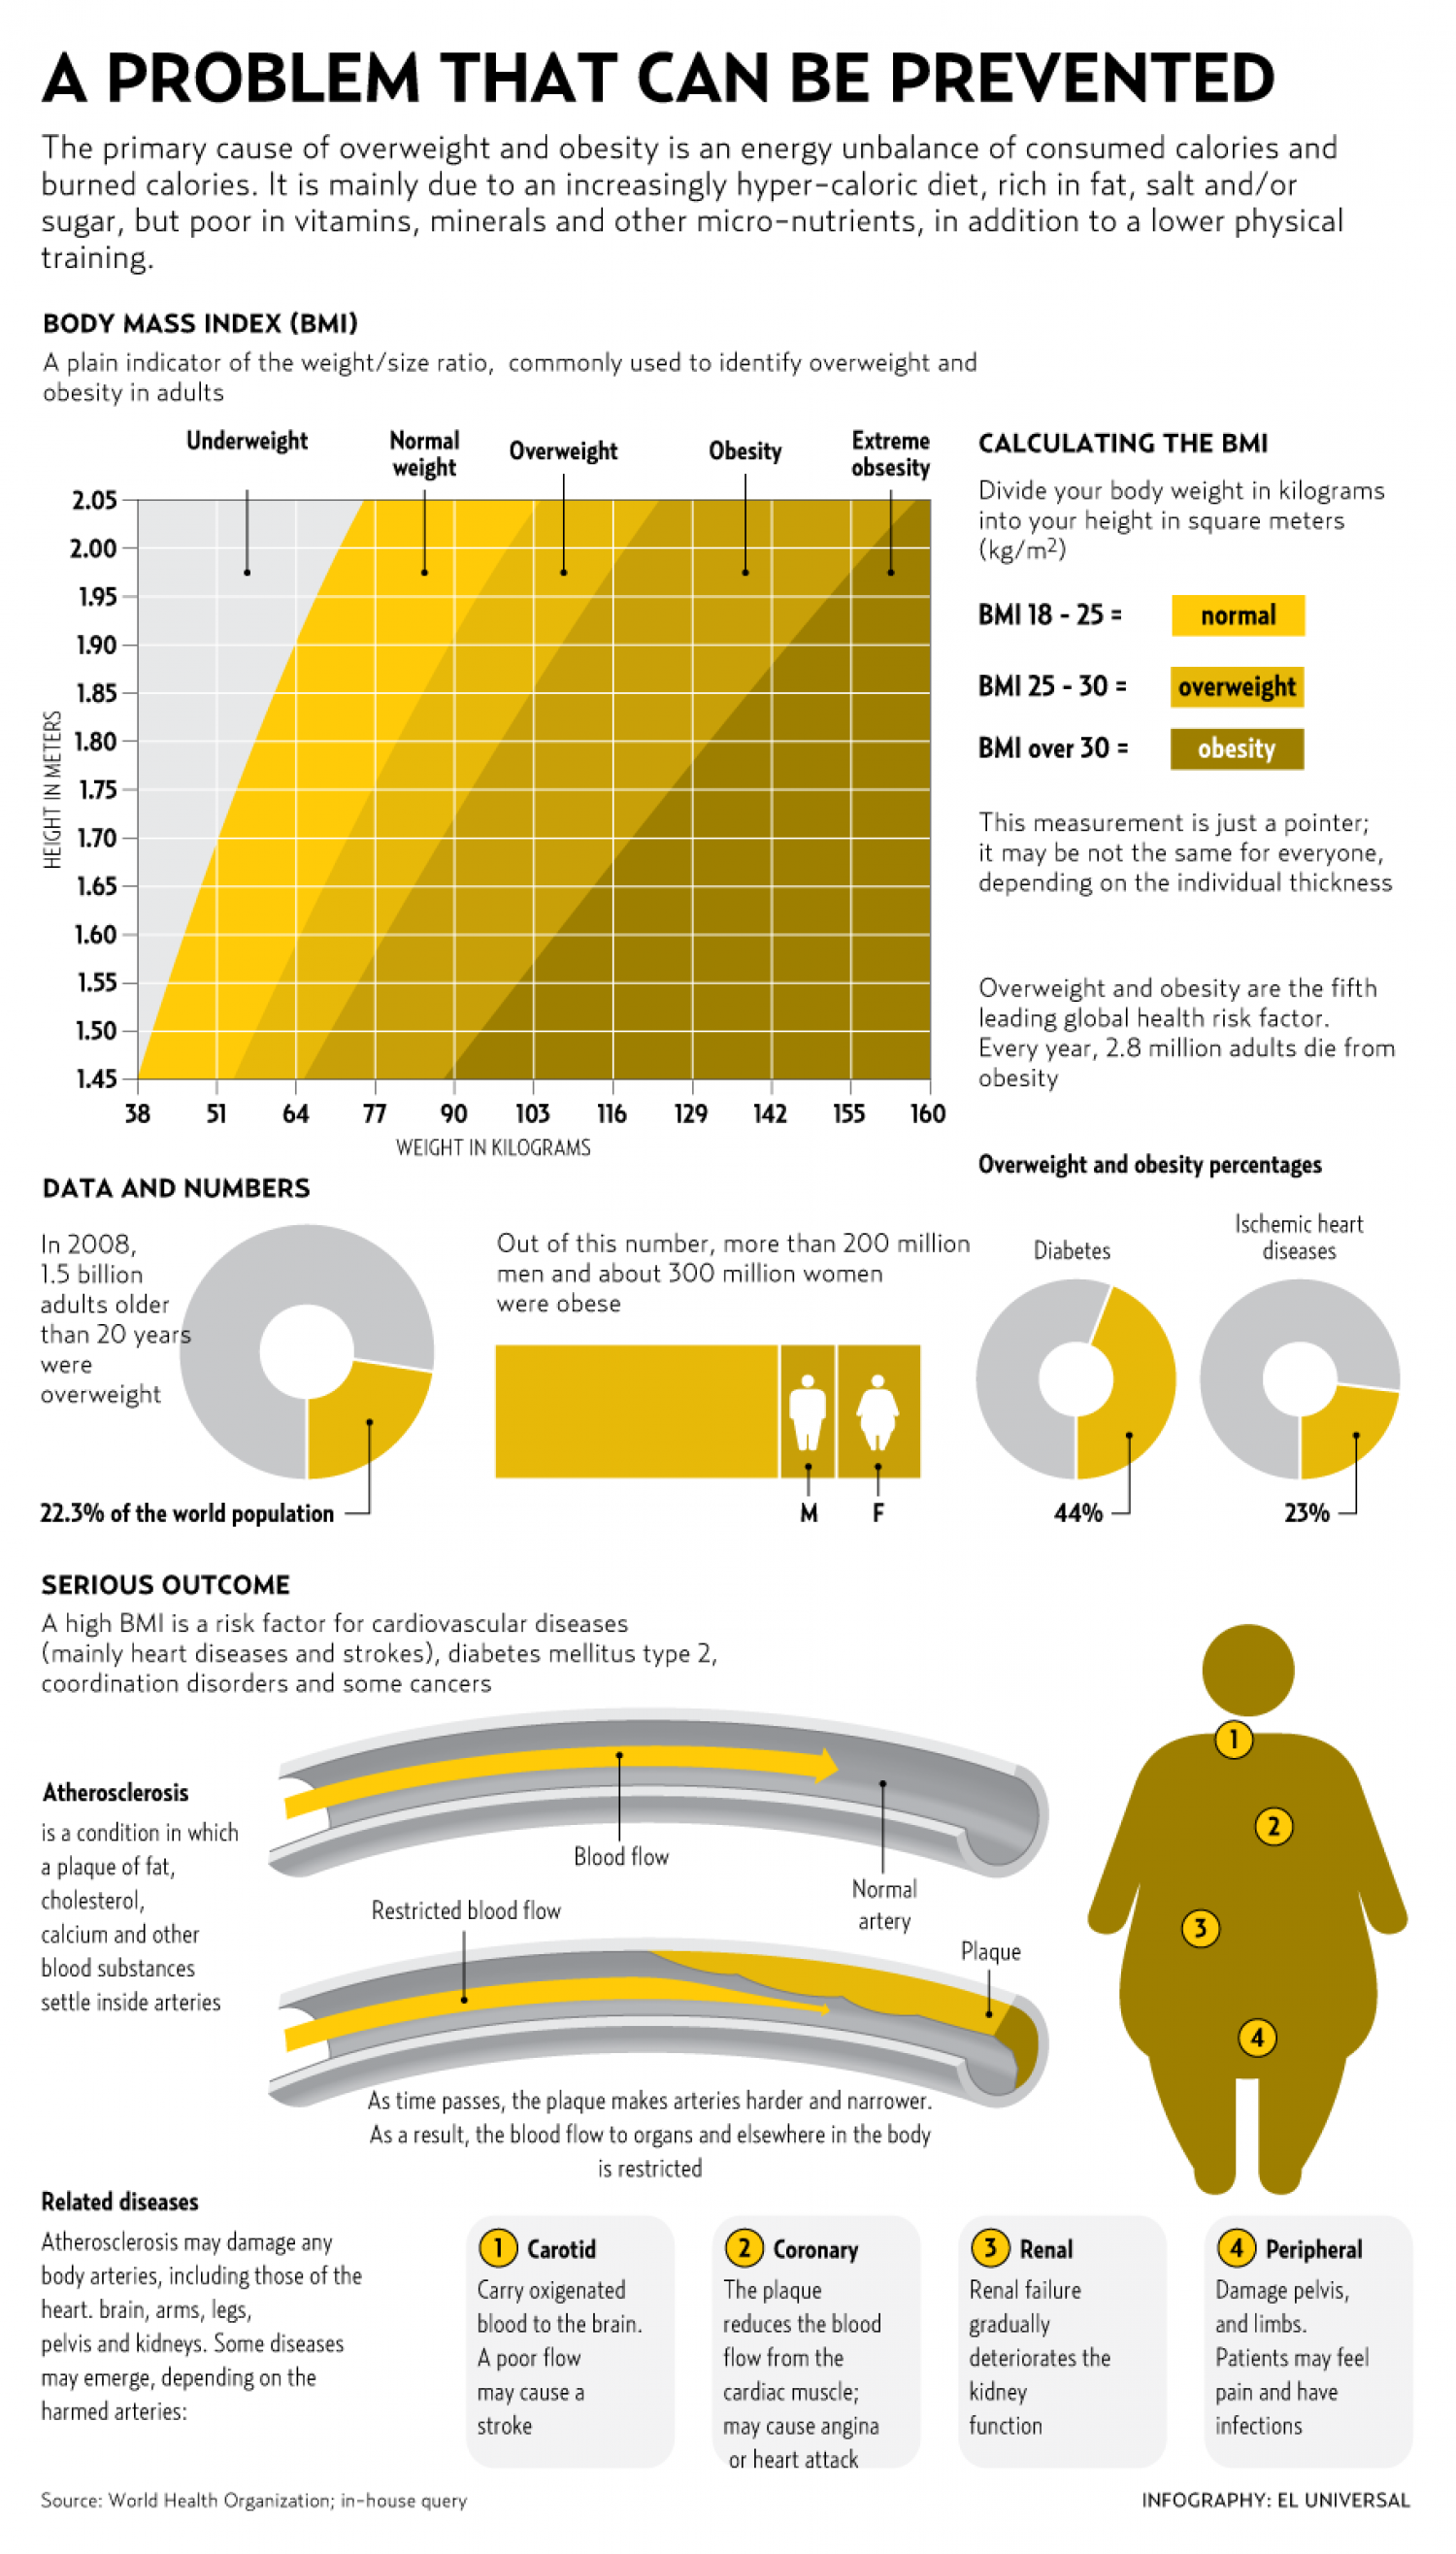 A PROBLEM THAT CAN BE PREVENTED
The primary cause of overweight and obesity is an energy unbalance of consumed calories and
burned calories. It is mainly due to an increasingly hyper-caloric diet, rich in fat, salt and/or
sugar, but poor in vitamins, minerals and other micro-nutrients, in addition to a lower physical
training.
BODY MASS INDEX (BMI)
A plain indicator of the weight/size ratio, commonly used to identify overweight and
obesity in adults
Underweight
Normal
weight
Overweight
Obesity
Extreme
obsesity
2.05
2.00
1.95
1.90
1.85
1.80
1.75
1.70
1.65
1.60
1.55
1.50
1.45
HEIGHT IN METERS
38 51 64 77 90 103 116 129 142 155 160
WEIGHT IN KILOGRAMS
CALCULATING THE BMI
Divide your body weight in kilograms
into your height in square meters
(kg/m2)
BMI 18 - 25 = normal
BMI 25 - 30 = overweight
BMI over 30 = obesity
This measurement is just a pointer;
it may be not the same for everyone,
depending on the individual thickness
Overweight and obesity are the fifth
leading global health risk factor.
Every year, 2.8 million adults die from
obesity
DATA AND NUMBERS
In 2008,
1.5 billion
adults older
than 20 years
were
overweight
22.3% of the world population
Out of this number, more than 200 million
men and about 300 million women
were obese
M
F
Overweight and obesity percentages
Diabetes
44%
Ischemic heart
diseases
23%
SERIOUS OUTCOME
A high BMI is a risk factor for cardiovascular diseases
(mainly heart diseases and strokes), diabetes mellitus type 2,
coordination disorders and some cancers
Atherosclerosis
is a condition in which
a plaque of fat,
cholesterol,
calcium and other
blood substances
settle inside arteries
Blood flow
Normal
artery
Restricted blood flow
Plaque
As time passes, the plaque makes arteries harder and narrower.
As a result, the blood flow to organs and elsewhere in the body
is restricted
1
2
3
4
Related diseases
Atherosclerosis may damage any
body arteries, including those of the
heart. brain, arms, legs,
pelvis and kidneys. Some diseases
may emerge, depending on the
harmed arteries:
1 Carotid
Carry oxigenated
blood to the brain.
A poor flow
may cause a
stroke
2 Coronary
The plaque
reduces the blood
flow from the
cardiac muscle;
may cause angina
or heart attack
3 Renal
Renal failure
gradually
deteriorates the
kidney
function
4 Peripheral
Damage pelvis,
and limbs.
Patients may feel
pain and have
infections
Source: World Health Organization; in-house query
INFOGRAPHY: EL UNIVERSAL